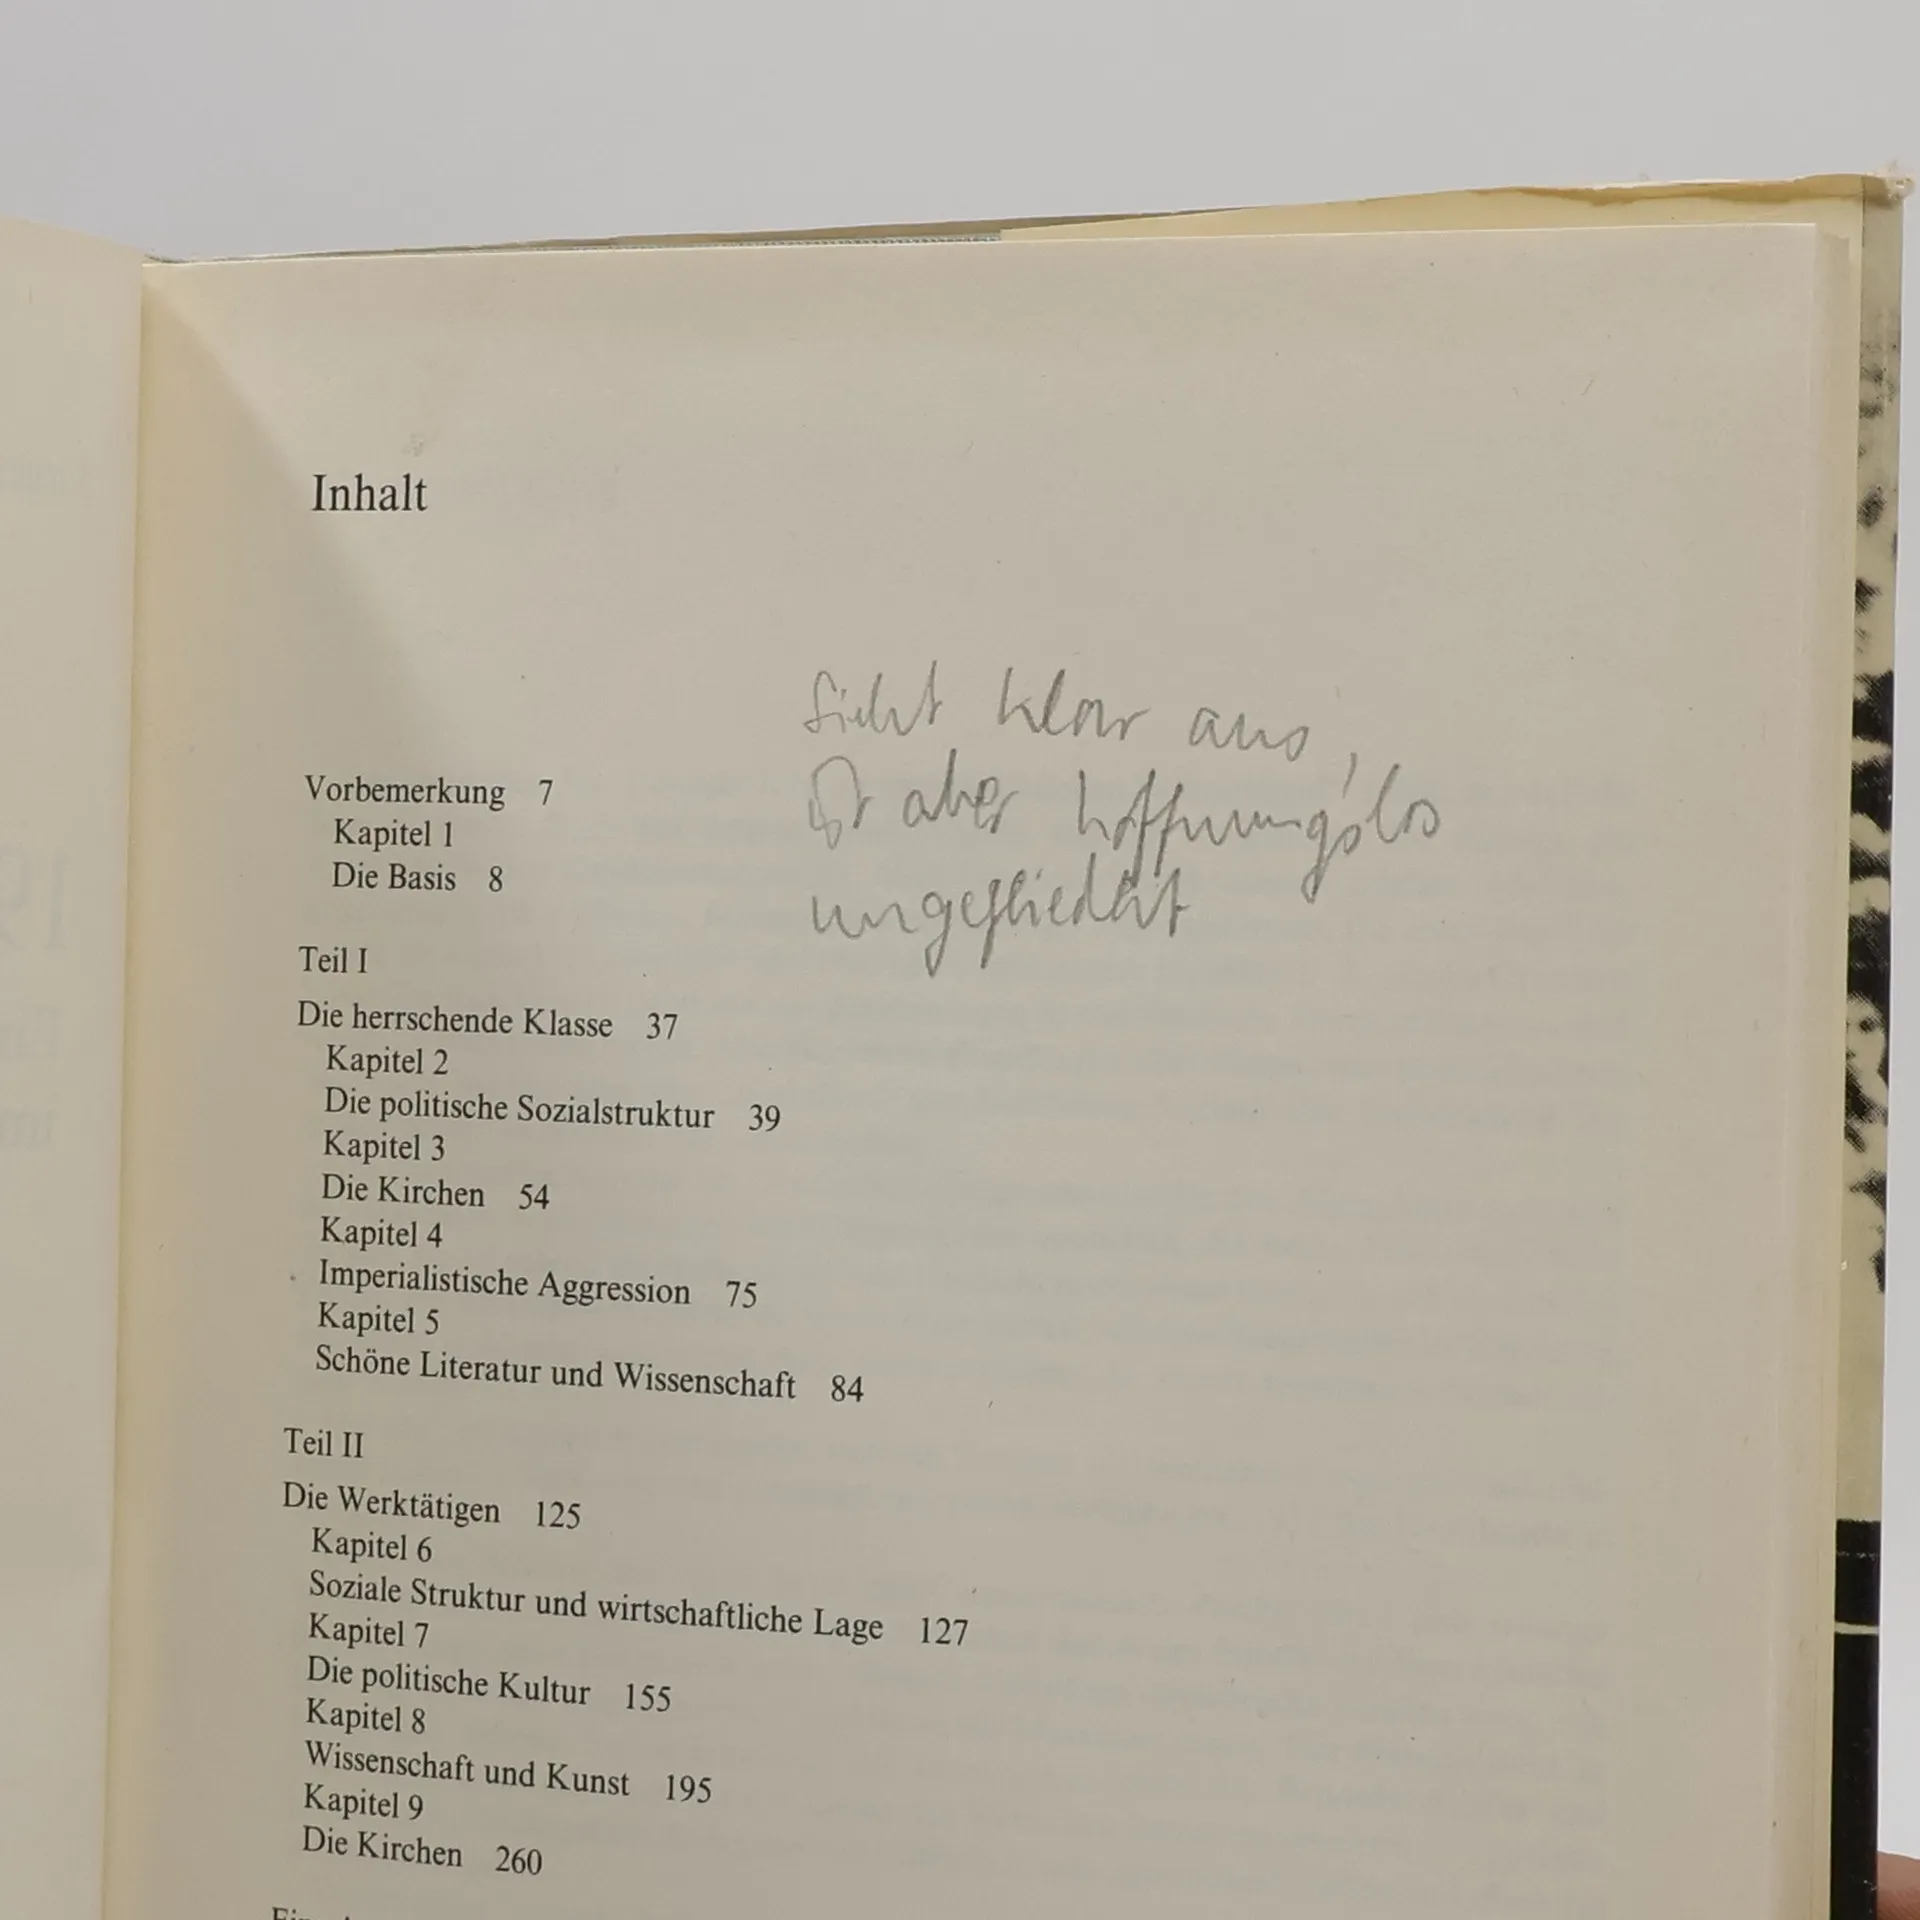 Inhalt
sieht klar aus,
ist aber hoffnungslos
ungegliedert
Vorbemerkung 7
Kapitel 1
Die Basis 8
Teil I
Die herrschende Klasse 37
Kapitel 2
Die politische Sozialstruktur 39
Kapitel 3
Die Kirchen 54
Kapitel 4
Imperialistische Aggression 75
Kapitel 5
Schöne Literatur und Wissenschaft 84
Teil II
Die Werktätigen 125
Kapitel 6
Soziale Struktur und wirtschaftliche Lage 127
Kapitel 7
Die politische Kultur 155
Kapitel 8
Wissenschaft und Kunst 195
Kapitel 9
Die Kirchen 260